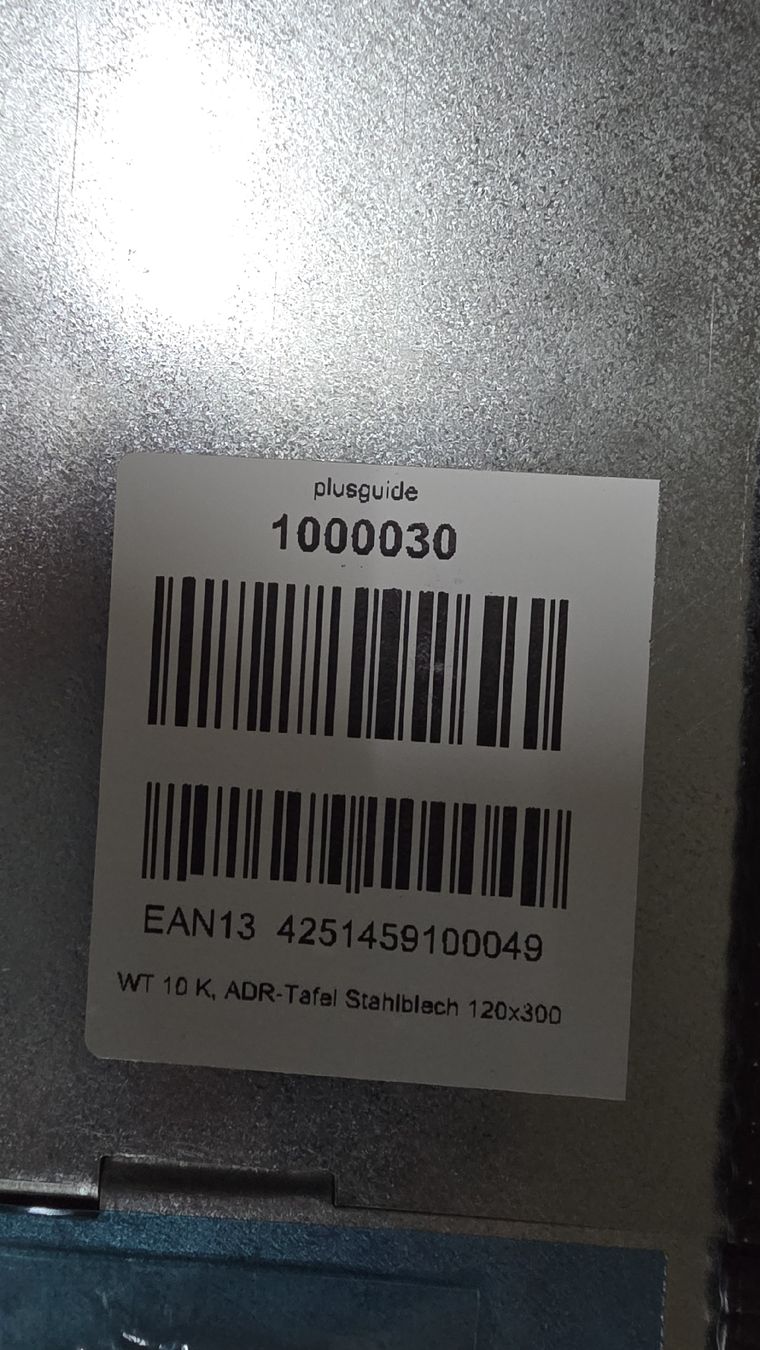 plusguide
1000030
EAN13 4251459100049
WT 10 K, ADR-Tafel Stahlblech 120x300